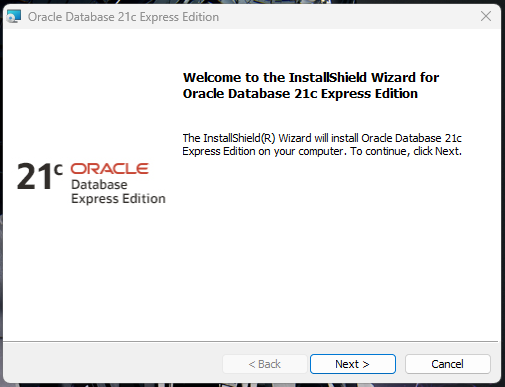 Oracle Database 21c Express Edition
Welcome to the InstallShield Wizard for
Oracle Database 21c Express Edition
The InstallShield(R) Wizard will install Oracle Database 21c
Express Edition on your computer. To continue, click Next.
21c ORACLE
Database
Express Edition
< Back
Next >
Cancel